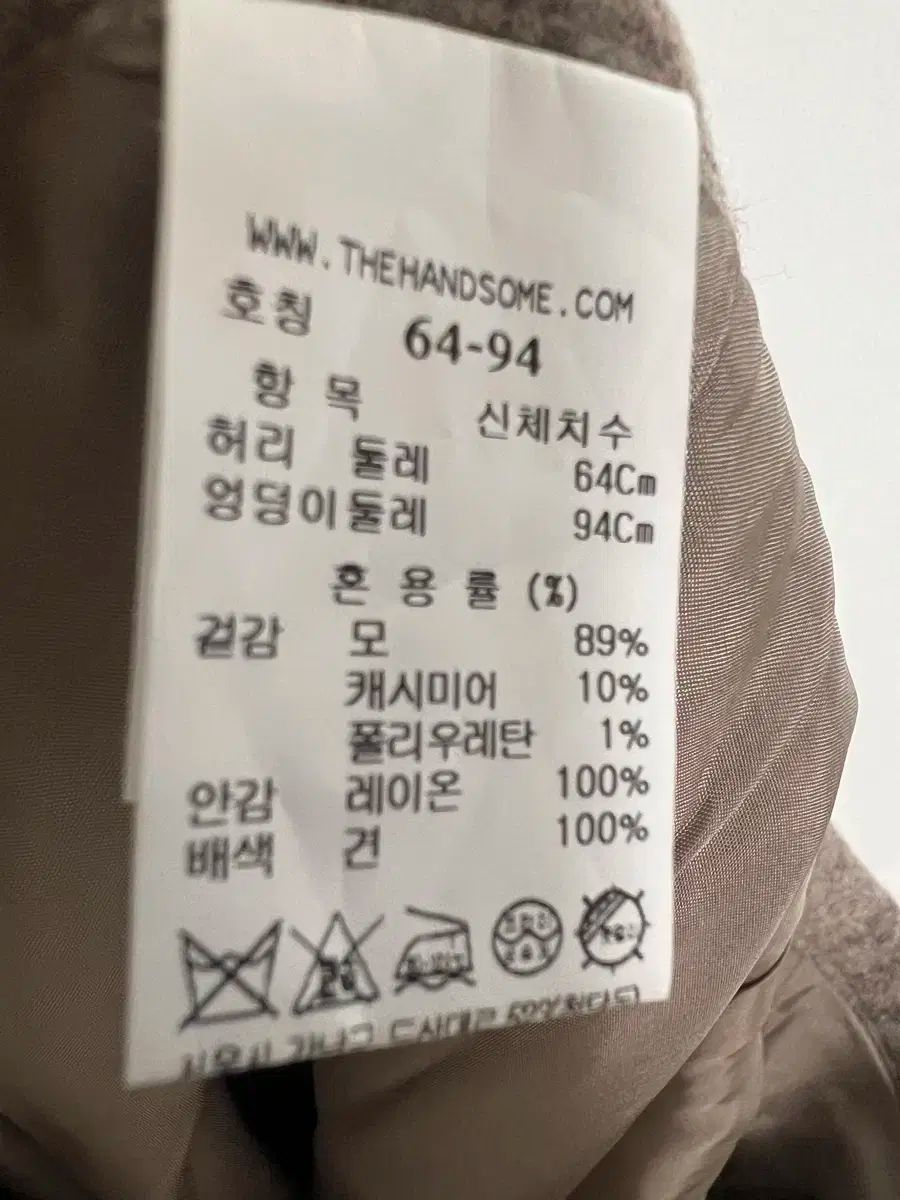 WWW.THEHANDSOME.COM
호칭 64-94
항 목 신체치수
허리 둘레 64Cm
엉덩이둘레 94Cm
혼 용 률 (%)
겉감 모 89%
캐시미어 10%
폴리우레탄 1%
안감 레이온 100%
배색 견 100%